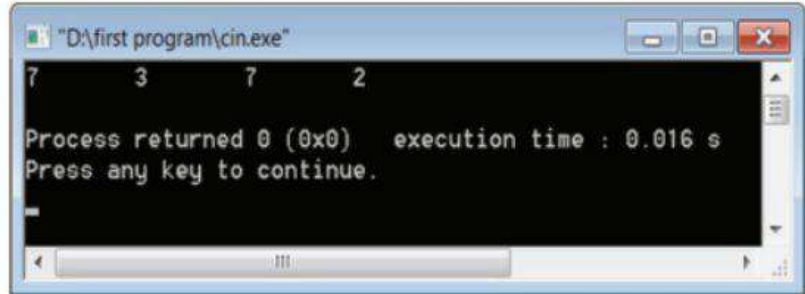 "D:\first program\cin.exe"
7 3 7 2
Process returned 0 (0x0) execution time : 0.016 s
Press any key to continue.